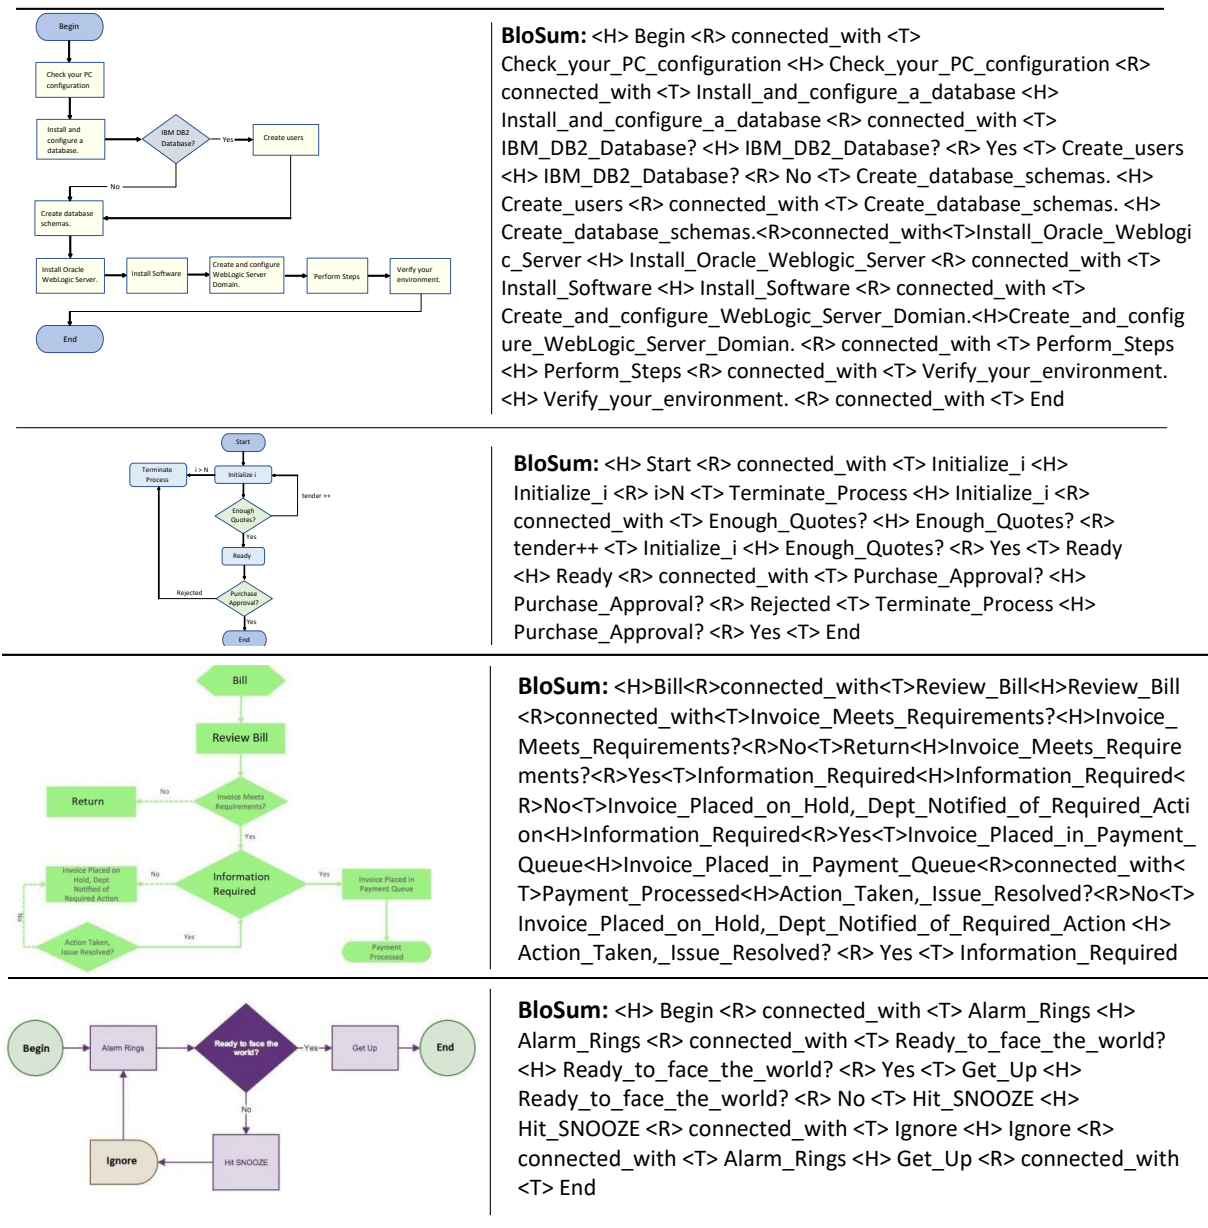 Begin
Check your PC
configuration
Install and
configure a
database.
IBM DB2
Database?
Yes
Create users
No
Create database
schemas.
Install Oracle
WebLogic Server.
Install Software
Create and configure
WebLogic Server
Domain.
Perform Steps
Verify your
environment.
End
BloSum: <H> Begin <R> connected_with <T>
Check_your_PC_configuration <H> Check_your_PC_configuration <R>
connected_with <T> Install_and_configure_a_database <H>
Install_and_configure_a_database <R> connected_with <T>
IBM_DB2_Database? <H> IBM_DB2_Database? <R> Yes <T> Create_users
<H> IBM_DB2_Database? <R> No <T> Create_database_schemas. <H>
Create_users <R> connected_with <T> Create_database_schemas. <H>
Create_database_schemas.<R>connected_with<T>Install_Oracle_Weblogi
c_Server <H> Install_Oracle_Weblogic_Server <R> connected_with <T>
Install_Software <H> Install_Software <R> connected_with <T>
Create_and_configure_WebLogic_Server_Domian.<H>Create_and_config
ure_WebLogic_Server_Domian. <R> connected_with <T> Perform_Steps
<H> Perform_Steps <R> connected_with <T> Verify_your_environment.
<H> Verify_your_environment. <R> connected_with <T> End
Start
Terminate
Process
i > N
Initialize i
tender ++
Enough
Quotes?
Yes
Ready
Rejected
Purchase
Approval?
Yes
End
BloSum: <H> Start <R> connected_with <T> Initialize_i <H>
Initialize_i <R> i>N <T> Terminate_Process <H> Initialize_i <R>
connected_with <T> Enough_Quotes? <H> Enough_Quotes? <R>
tender++ <T> Initialize_i <H> Enough_Quotes? <R> Yes <T> Ready
<H> Ready <R> connected_with <T> Purchase_Approval? <H>
Purchase_Approval? <R> Rejected <T> Terminate_Process <H>
Purchase_Approval? <R> Yes <T> End
Bill
Review Bill
Return
No
Invoice Meets
Requirements?
Yes
Invoice Placed on
Hold, Dept
Notified of
Required Action
No
Information
Required
Yes
Invoice Placed in
Payment Queue
No
Action Taken,
Issue Resolved?
Yes
Payment
Processed
BloSum: <H>Bill<R>connected_with<T>Review_Bill<H>Review_Bill
<R>connected_with<T>Invoice_Meets_Requirements?<H>Invoice_
Meets_Requirements?<R>No<T>Return<H>Invoice_Meets_Require
ments?<R>Yes<T>Information_Required<H>Information_Required<
R>No<T>Invoice_Placed_on_Hold,_Dept_Notified_of_Required_Acti
on<H>Information_Required<R>Yes<T>Invoice_Placed_in_Payment_
Queue<H>Invoice_Placed_in_Payment_Queue<R>connected_with<
T>Payment_Processed<H>Action_Taken,_Issue_Resolved?<R>No<T>
Invoice_Placed_on_Hold,_Dept_Notified_of_Required_Action <H>
Action_Taken,_Issue_Resolved? <R> Yes <T> Information_Required
Begin
Alarm Rings
Ready to face the
world?
Yes
Get Up
End
No
Ignore
Hit SNOOZE
BloSum: <H> Begin <R> connected_with <T> Alarm_Rings <H>
Alarm_Rings <R> connected_with <T> Ready_to_face_the_world?
<H> Ready_to_face_the_world? <R> Yes <T> Get_Up <H>
Ready_to_face_the_world? <R> No <T> Hit_SNOOZE <H>
Hit_SNOOZE <R> connected_with <T> Ignore <H> Ignore <R>
connected_with <T> Alarm_Rings <H> Get_Up <R> connected_with
<T> End